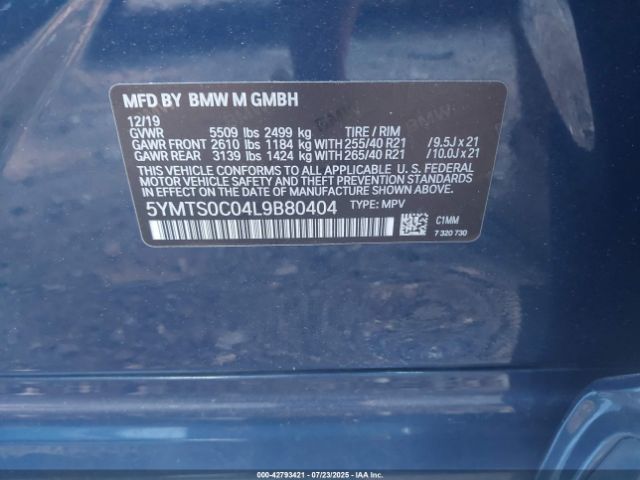 MFD BY BMW M GMBH
12/19
GVWR 5509 lbs 2499 kg TIRE / RIM
GAWR FRONT 2610 lbs 1184 kg WITH 255/40 R21 / 9.5J x 21
GAWR REAR 3139 lbs 1424 kg WITH 265/40 R21 / 10.0J x 21
THIS VEHICLE CONFORMS TO ALL APPLICABLE U. S. FEDERAL
MOTOR VEHICLE SAFETY, BUMPER, AND THEFT PREVENTION
STANDARDS IN EFFECT ON THE DATE OF MANUFACTURE SHOWN ABOVE.
5YMTS0C04L9B80404 TYPE: MPV
C1MM
7 320 730
000-42793421 - 07/23/2025 - IAAI.COM